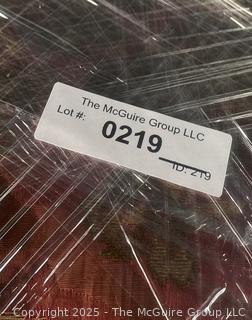 The McGuire Group LLC
Lot #:
0219
ID: 219
Copyright 2025 - The McGuire Group LLC